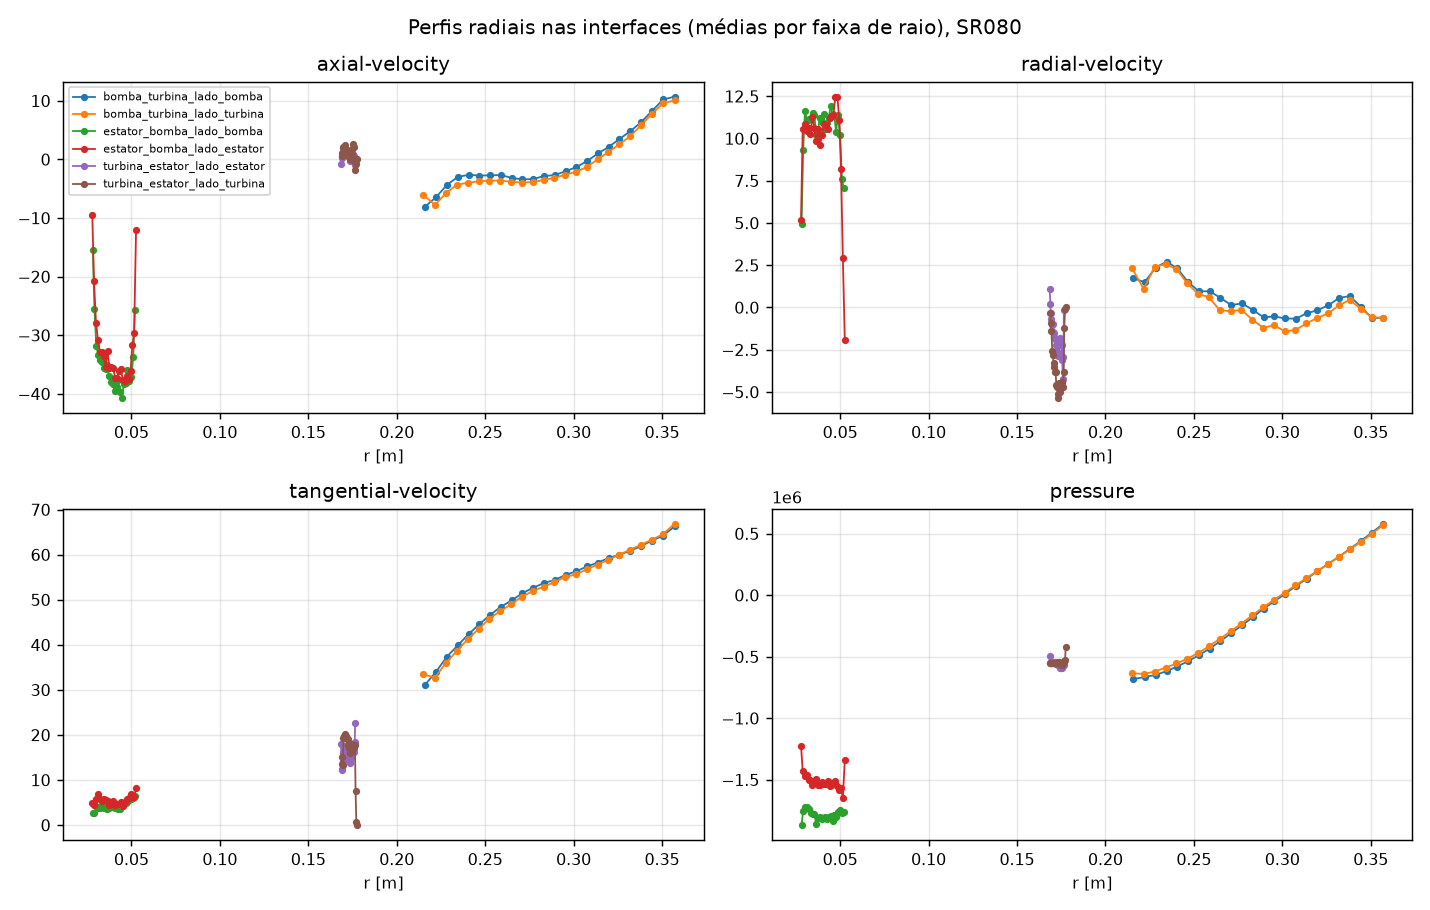 Perfis radiais nas interfaces (médias por faixa de raio), SR080
axial-velocity
10
0
−10
−20
−30
−40
bomba_turbina_lado_bomba
bomba_turbina_lado_turbina
estator_bomba_lado_bomba
estator_bomba_lado_estator
turbina_estator_lado_estator
turbina_estator_lado_turbina
0.05 0.10 0.15 0.20 0.25 0.30 0.35
r [m]
radial-velocity
12.5
10.0
7.5
5.0
2.5
0.0
−2.5
−5.0
0.05 0.10 0.15 0.20 0.25 0.30 0.35
r [m]
tangential-velocity
70
60
50
40
30
20
10
0
0.05 0.10 0.15 0.20 0.25 0.30 0.35
r [m]
pressure
1e6
0.5
0.0
−0.5
−1.0
−1.5
0.05 0.10 0.15 0.20 0.25 0.30 0.35
r [m]